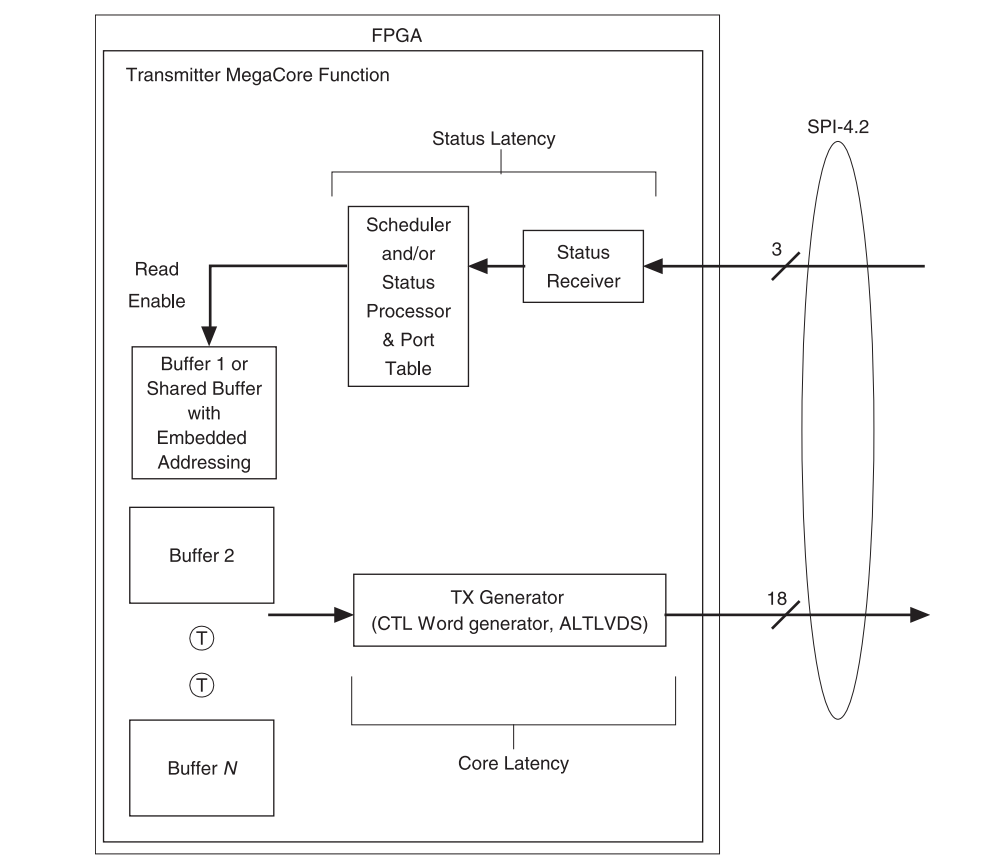 FPGA
Transmitter MegaCore Function
Status Latency
SPI-4.2
Scheduler
and/or
Status
Processor
& Port
Table
Status
Receiver
3
Read
Enable
Buffer 1 or
Shared Buffer
with
Embedded
Addressing
Buffer 2
TX Generator
(CTL Word generator, ALTLVDS)
18
T
T
Core Latency
Buffer N